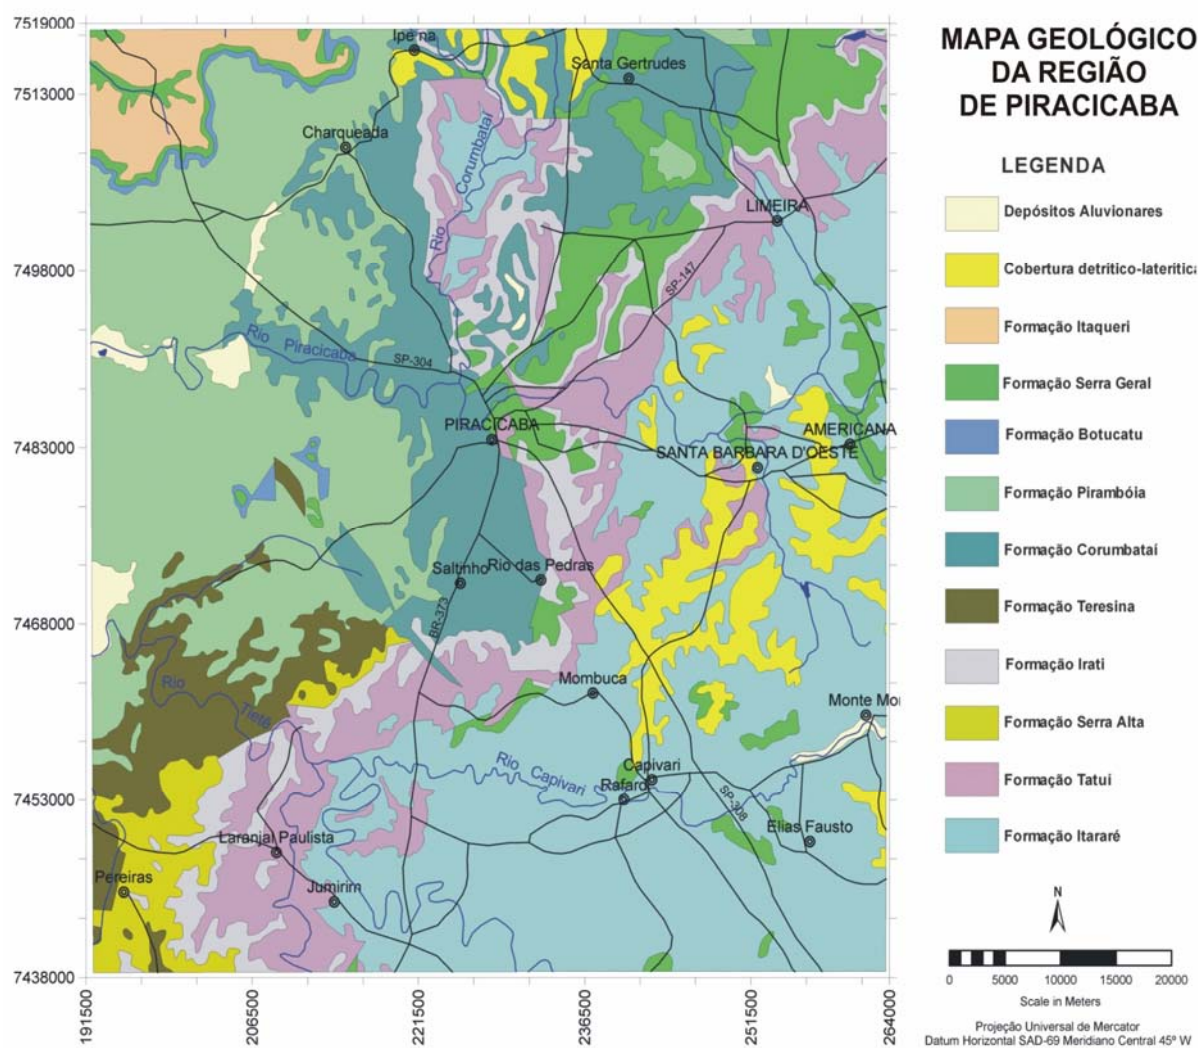 MAPA GEOLÓGICO
DA REGIÃO
DE PIRACICABA
LEGENDA
Depósitos Aluvionares
Cobertura detritico-lateritica
Formação Itaqueri
Formação Serra Geral
Formação Botucatu
Formação Pirambóia
Formação Corumbataí
Formação Teresina
Formação Irati
Formação Serra Alta
Formação Tatuí
Formação Itararé
N
0 5000 10000 15000 20000
Scale in Meters
Projeção Universal de Mercator
Datum Horizontal SAD-69 Meridiano Central 45º W
7519000
7513000
7498000
7483000
7468000
7453000
7438000
191500
206500
221500
236500
251500
264000
Ipe na
Santa Gertrudes
Charqueada
Rio Corumbataí
LIMEIRA
SP-147
Rio Piracicaba
SP-304
PIRACICABA
AMERICANA
SANTA BARBARA D'OESTE
Saltinho
Rio das Pedras
BR-373
Rio Tietê
Mombuca
Monte Mo
Rio Capivari
Capivari
Rafard
SP-308
Elias Fausto
Laranjal Paulista
Pereiras
Jumirim